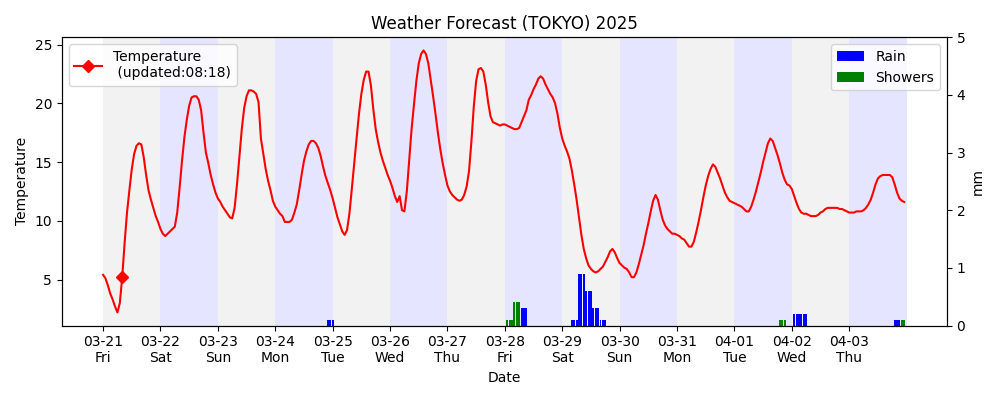 Weather Forecast (TOKYO) 2025
Temperature
(updated:08:18)
Rain
Showers
Temperature
25
20
15
10
5
5
4
3
2
1
0
mm
03-21 03-22 03-23 03-24 03-25 03-26 03-27 03-28 03-29 03-30 03-31 04-01 04-02 04-03
Fri Sat Sun Mon Tue Wed Thu Fri Sat Sun Mon Tue Wed Thu
Date